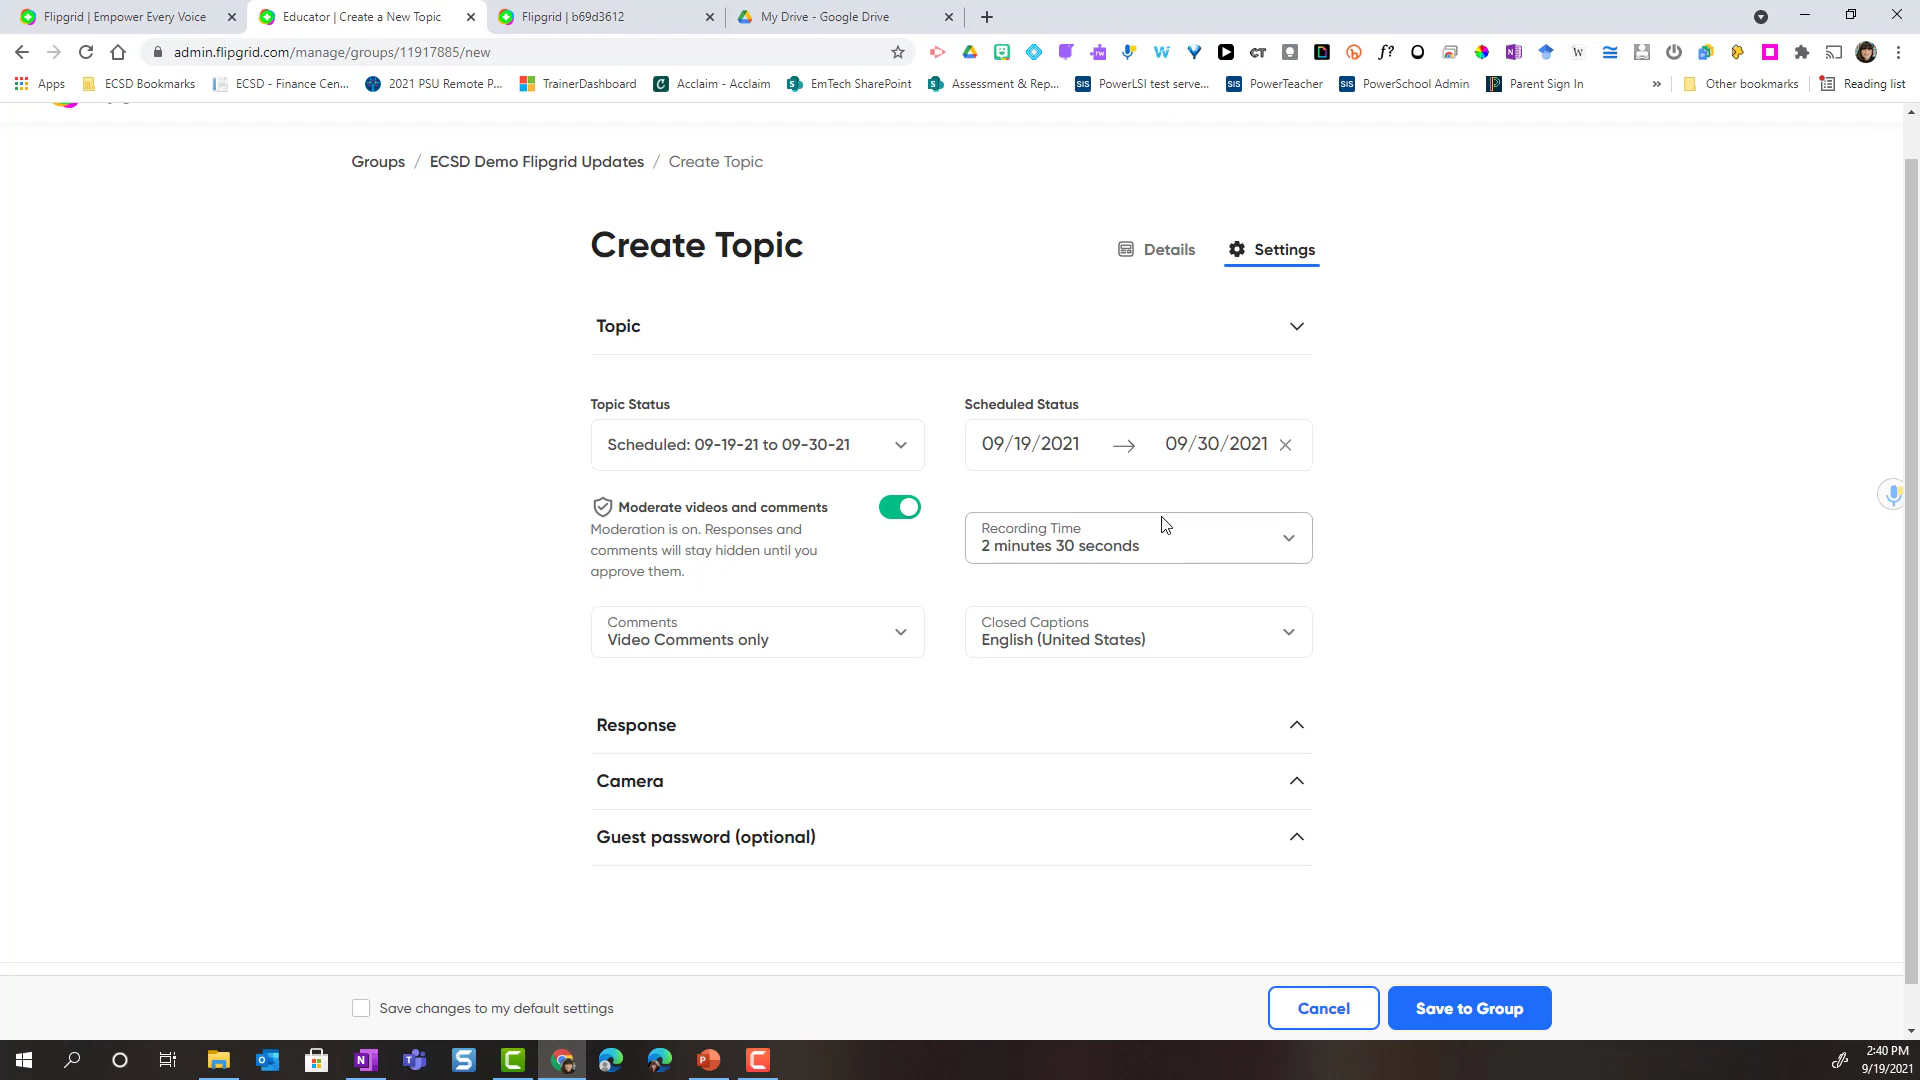 Flipgrid | Empower Every Voice
Educator | Create a New Topic
Flipgrid | b69d3612
My Drive - Google Drive
admin.flipgrid.com/manage/groups/11917885/new
Apps
ECSD Bookmarks
ECSD - Finance Cen...
2021 PSU Remote P...
TrainerDashboard
Acclaim - Acclaim
EmTech SharePoint
Assessment & Rep...
PowerLSI test serve...
PowerTeacher
PowerSchool Admin
Parent Sign In
»
Other bookmarks
Reading list
Groups / ECSD Demo Flipgrid Updates / Create Topic
Create Topic
Details
Settings
Topic
Topic Status
Scheduled: 09-19-21 to 09-30-21
Scheduled Status
09/19/2021 → 09/30/2021
Moderate videos and comments
Moderation is on. Responses and
comments will stay hidden until you
approve them.
Recording Time
2 minutes 30 seconds
Comments
Video Comments only
Closed Captions
English (United States)
Response
Camera
Guest password (optional)
Save changes to my default settings
Cancel
Save to Group
2:40 PM
9/19/2021